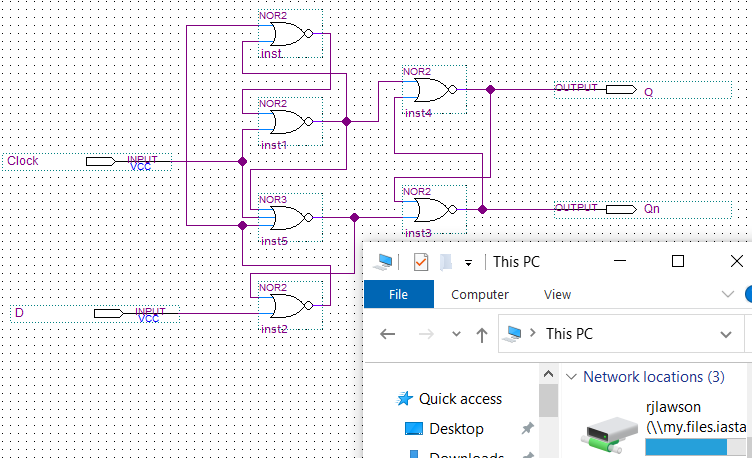 NOR2
inst
NOR2
inst1
Clock
INPUT
VCC
NOR3
inst5
NOR2
inst2
D
INPUT
VCC
NOR2
inst4
OUTPUT
Q
NOR2
inst3
OUTPUT
Qn
This PC
File Computer View
This PC
Quick access
Desktop
Downloads
Network locations (3)
rjlawson
(\\my.files.iasta